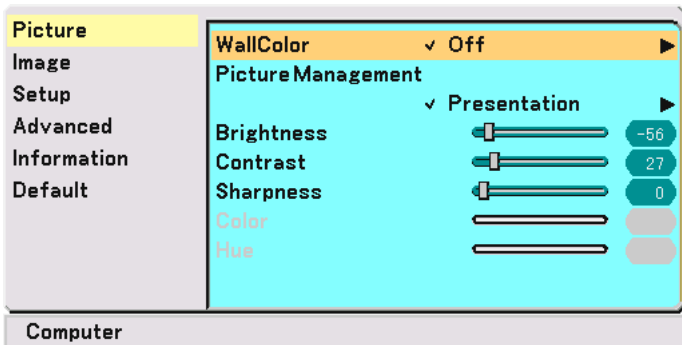 Picture
Image
Setup
Advanced
Information
Default
WallColor ✓ Off
Picture Management
✓ Presentation
Brightness -56
Contrast 27
Sharpness 0
Color
Hue
Computer